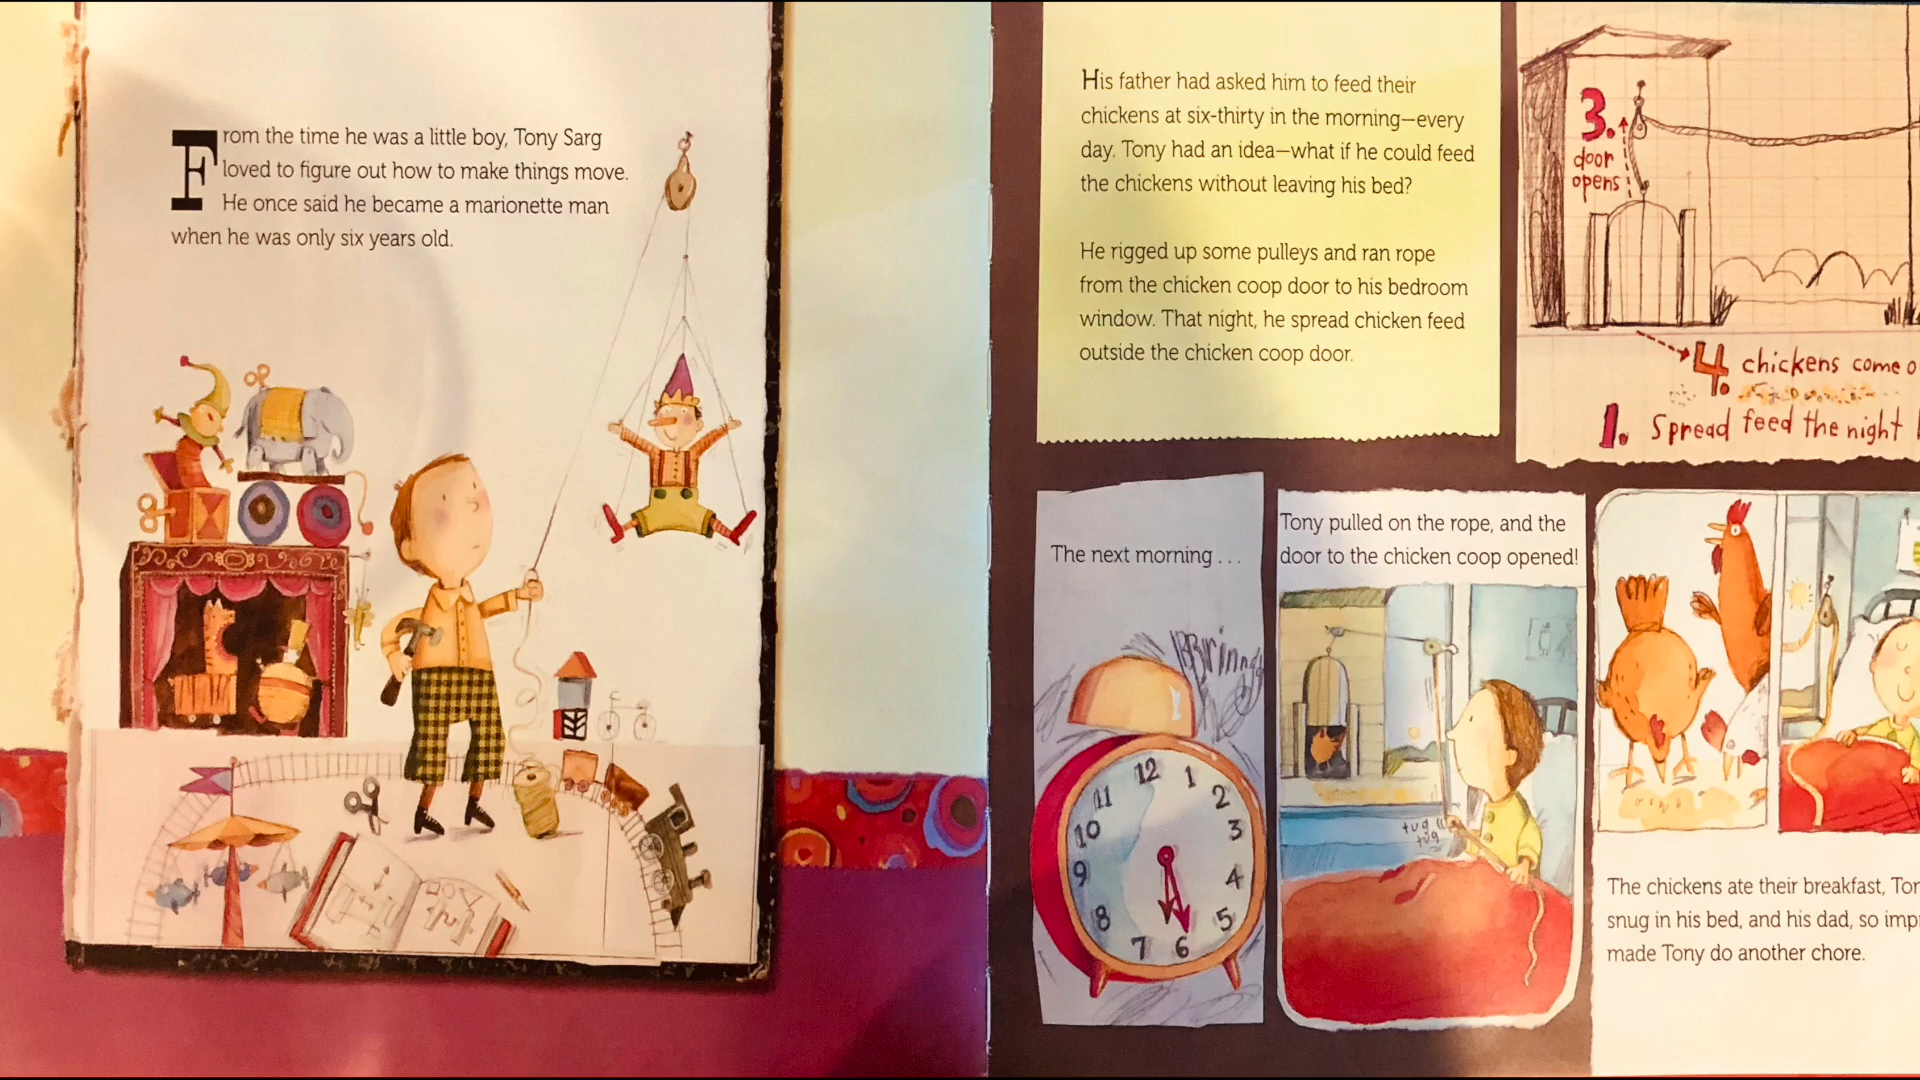 From the time he was a little boy, Tony Sarg
loved to figure out how to make things move.
He once said he became a marionette man
when he was only six years old.
His father had asked him to feed their
chickens at six-thirty in the morning—every
day. Tony had an idea—what if he could feed
the chickens without leaving his bed?
He rigged up some pulleys and ran rope
from the chicken coop door to his bedroom
window. That night, he spread chicken feed
outside the chicken coop door.
3.
door
opens
4. chickens come o
1. Spread feed the night
The next morning . . .
BBrinng
12
1
2
3
4
5
6
7
8
9
10
11
Tony pulled on the rope, and the
door to the chicken coop opened!
tug
tug
The chickens ate their breakfast, Ton
snug in his bed, and his dad, so imp
made Tony do another chore.